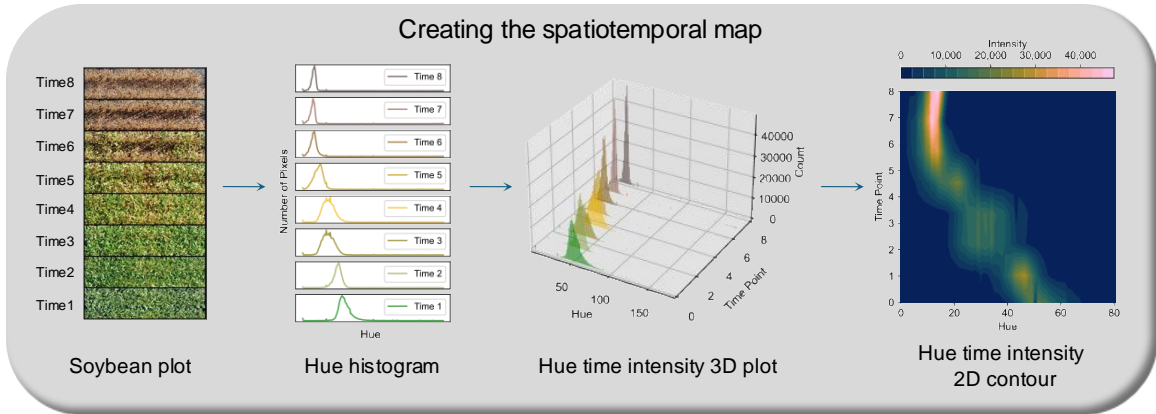 Creating the spatiotemporal map
Time8
Time7
Time6
Time5
Time4
Time3
Time2
Time1
Soybean plot
Number of Pixels
Time 8
Time 7
Time 6
Time 5
Time 4
Time 3
Time 2
Time 1
Hue
Hue histogram
40000
30000
20000
10000
0
Count
8
6
4
2
0
Time Point
50
100
150
Hue
Hue time intensity 3D plot
Intensity
0 10,000 20,000 30,000 40,000
8
7
6
5
4
3
2
1
0
Time Point
0 20 40 60 80
Hue
Hue time intensity
2D contour